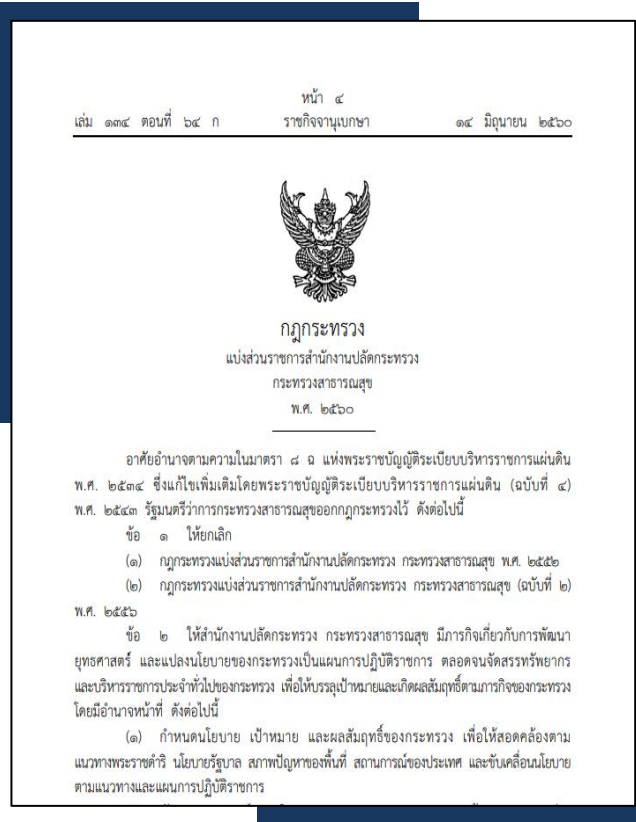 หน้า ๔
เล่ม ๑๓๔ ตอนที่ ๖๔ ก ราชกิจจานุเบกษา ๑๔ มิถุนายน ๒๕๖๐
กฎกระทรวง
แบ่งส่วนราชการสำนักงานปลัดกระทรวง
กระทรวงสาธารณสุข
พ.ศ. ๒๕๖๐
อาศัยอำนาจตามความในมาตรา ๘ ฉ แห่งพระราชบัญญัติระเบียบบริหารราชการแผ่นดิน
พ.ศ. ๒๕๓๔ ซึ่งแก้ไขเพิ่มเติมโดยพระราชบัญญัติระเบียบบริหารราชการแผ่นดิน (ฉบับที่ ๔)
พ.ศ. ๒๕๔๓ รัฐมนตรีว่าการกระทรวงสาธารณสุขออกกฎกระทรวงไว้ ดังต่อไปนี้
ข้อ ๑ ให้ยกเลิก
(๑) กฎกระทรวงแบ่งส่วนราชการสำนักงานปลัดกระทรวง กระทรวงสาธารณสุข พ.ศ. ๒๕๕๒
(๒) กฎกระทรวงแบ่งส่วนราชการสำนักงานปลัดกระทรวง กระทรวงสาธารณสุข (ฉบับที่ ๒)
พ.ศ. ๒๕๕๖
ข้อ ๒ ให้สำนักงานปลัดกระทรวง กระทรวงสาธารณสุข มีภารกิจเกี่ยวกับการพัฒนา
ยุทธศาสตร์ และแปลงนโยบายของกระทรวงเป็นแผนการปฏิบัติราชการ ตลอดจนจัดสรรทรัพยากร
และบริหารราชการประจำทั่วไปของกระทรวง เพื่อให้บรรลุเป้าหมายและเกิดผลสัมฤทธิ์ตามภารกิจของกระทรวง
โดยมีอำนาจหน้าที่ ดังต่อไปนี้
(๑) กำหนดนโยบาย เป้าหมาย และผลสัมฤทธิ์ของกระทรวง เพื่อให้สอดคล้องตาม
แนวทางพระราชดำริ นโยบายรัฐบาล สภาพปัญหาของพื้นที่ สถานการณ์ของประเทศ และขับเคลื่อนนโยบาย
ตามแนวทางและแผนการปฏิบัติราชการ